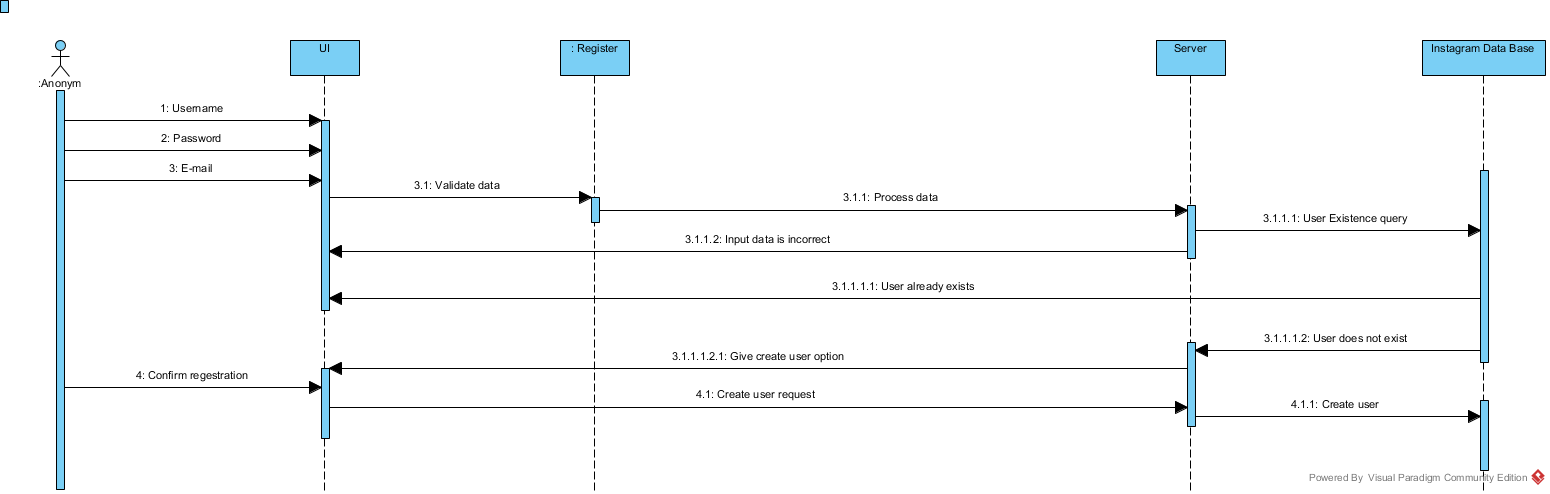 UI
: Register
Server
Instagram Data Base
:Anonym
1: Username
2: Password
3: E-mail
3.1: Validate data
3.1.1: Process data
3.1.1.1: User Existence query
3.1.1.2: Input data is incorrect
3.1.1.1.1: User already exists
3.1.1.1.2: User does not exist
3.1.1.1.2.1: Give create user option
4: Confirm regestration
4.1: Create user request
4.1.1: Create user
Powered By Visual Paradigm Community Edition